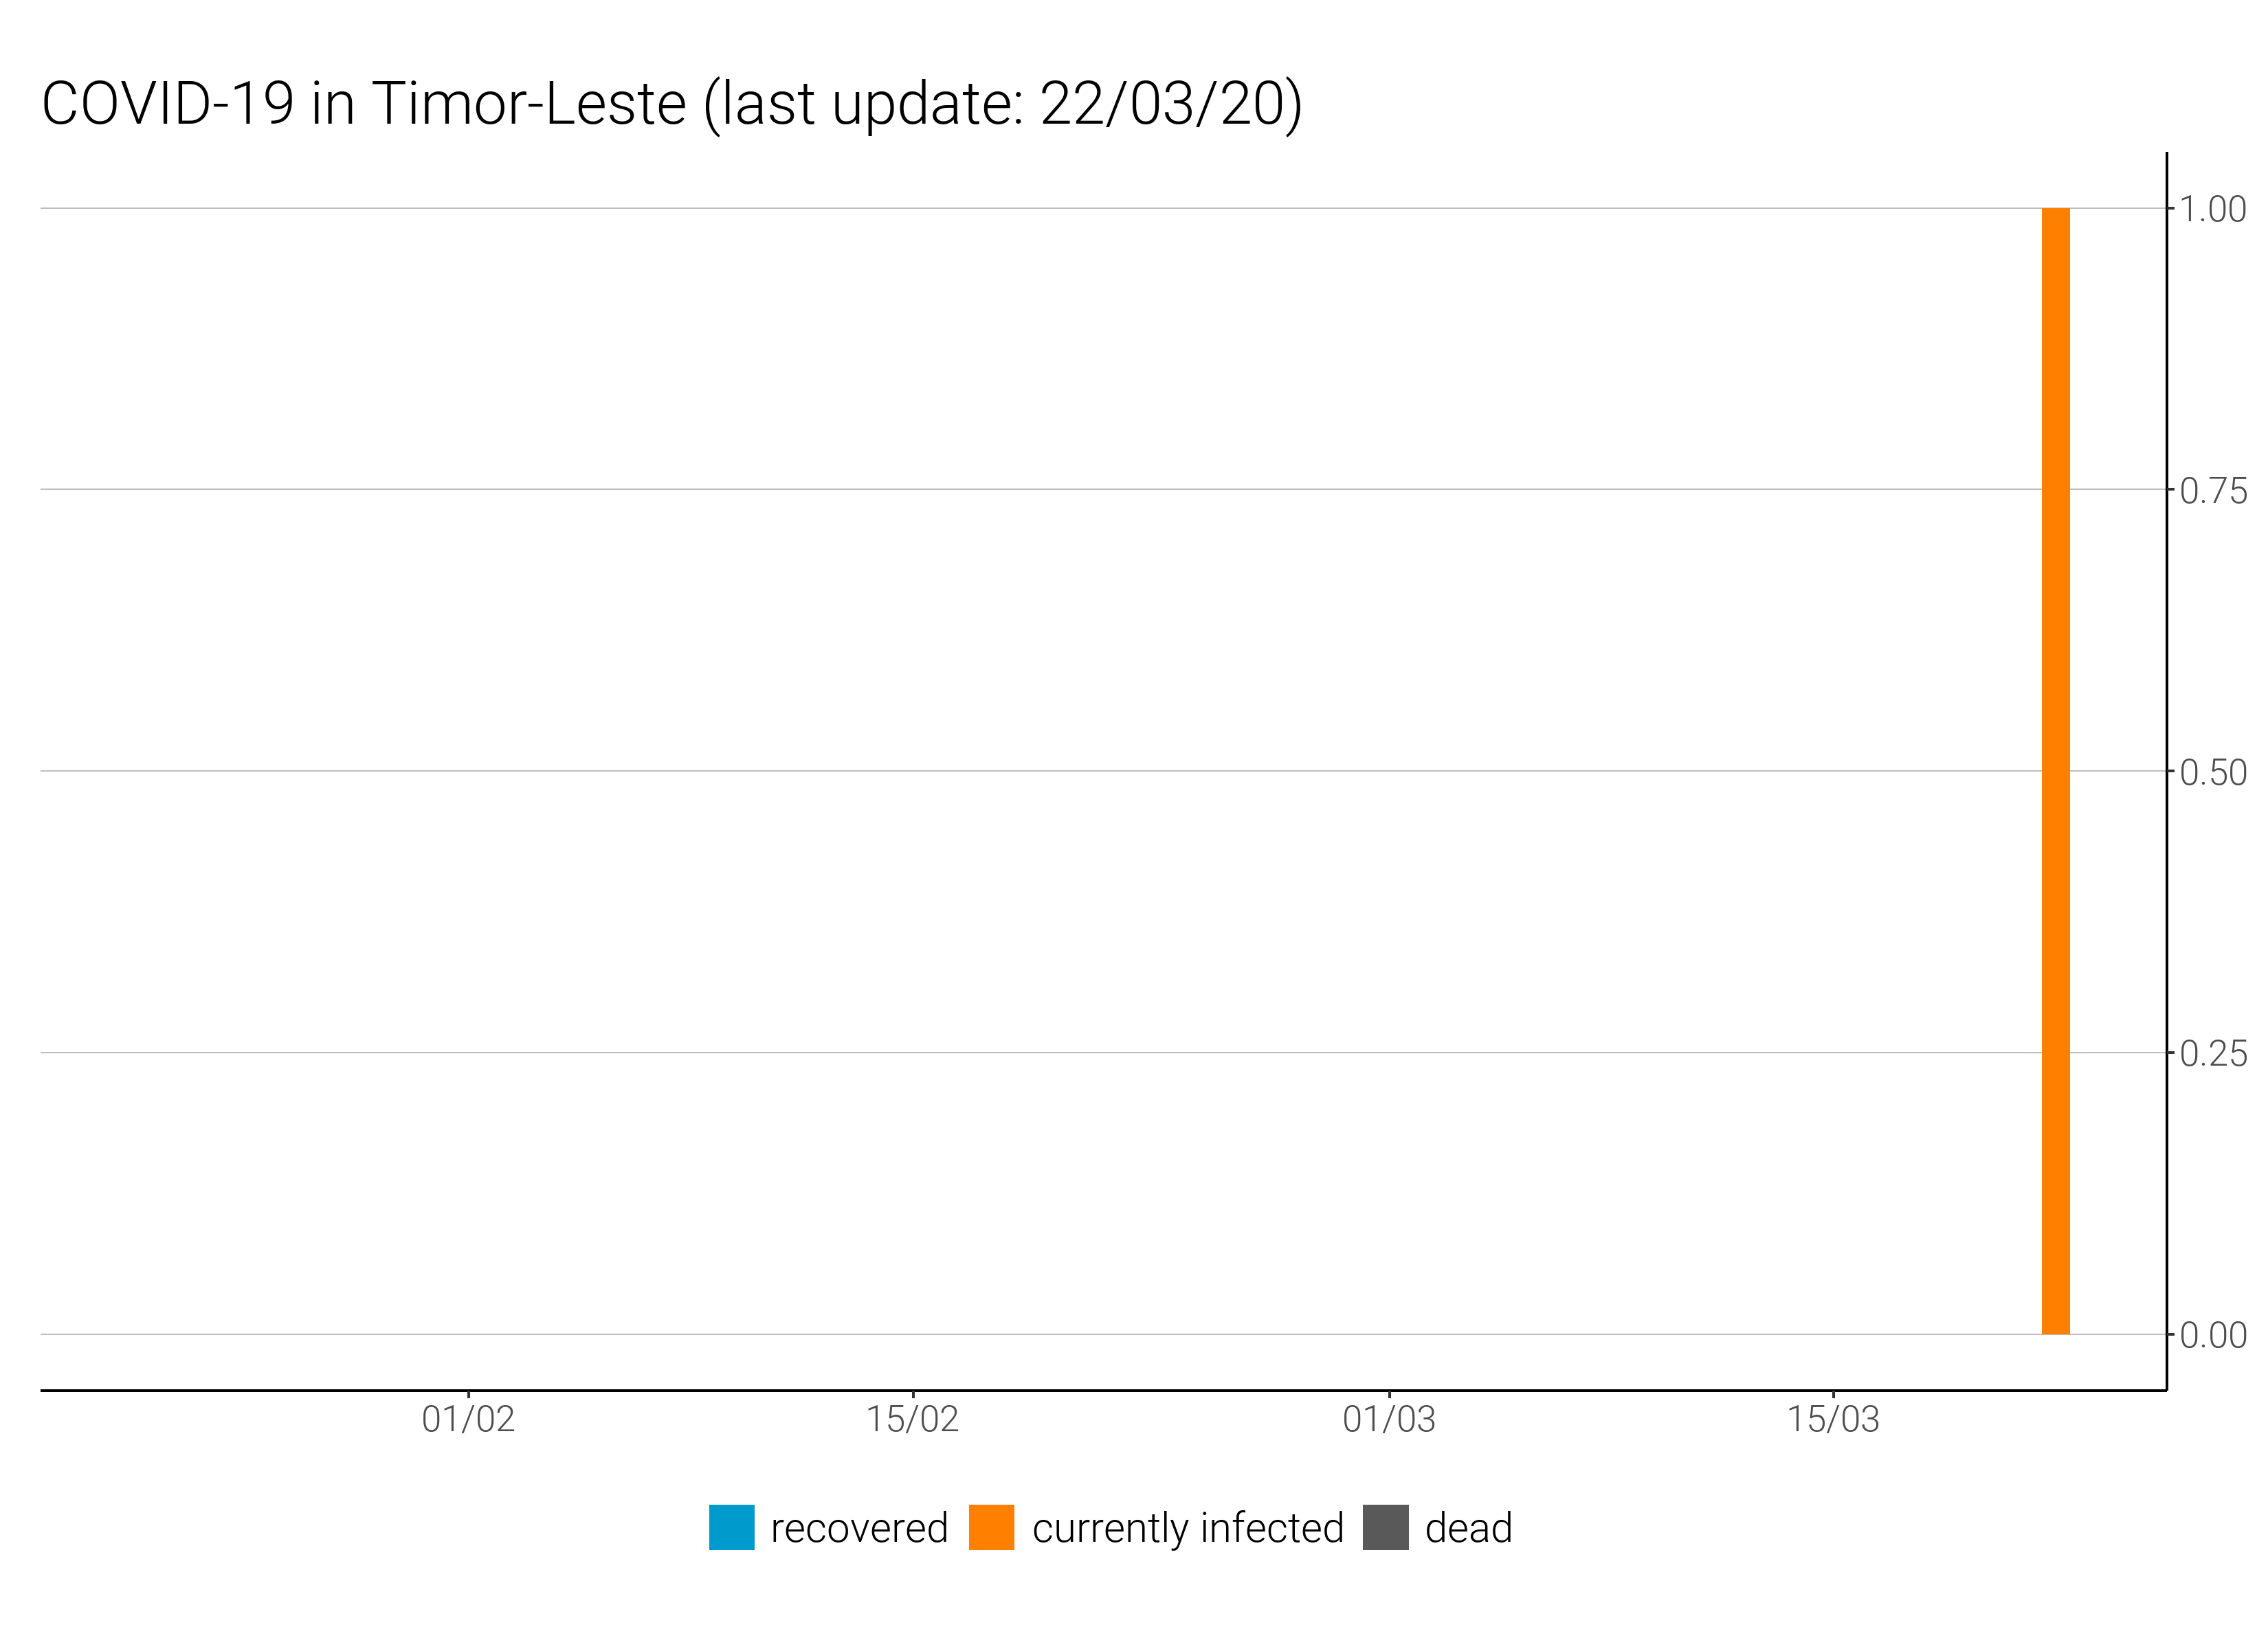 COVID-19 in Timor-Leste (last update: 22/03/20)
1.00
0.75
0.50
0.25
0.00
01/02 15/02 01/03 15/03
recovered currently infected dead